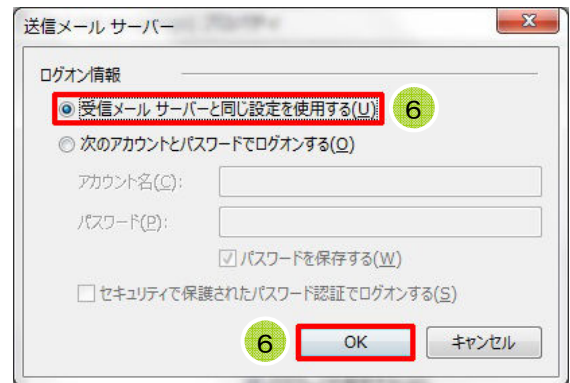 送信メール サーバー
ログオン情報
受信メール サーバーと同じ設定を使用する(U)
6
次のアカウントとパスワードでログオンする(O)
アカウント名(C):
パスワード(P):
パスワードを保存する(W)
セキュリティで保護されたパスワード認証でログオンする(S)
6
OK
キャンセル